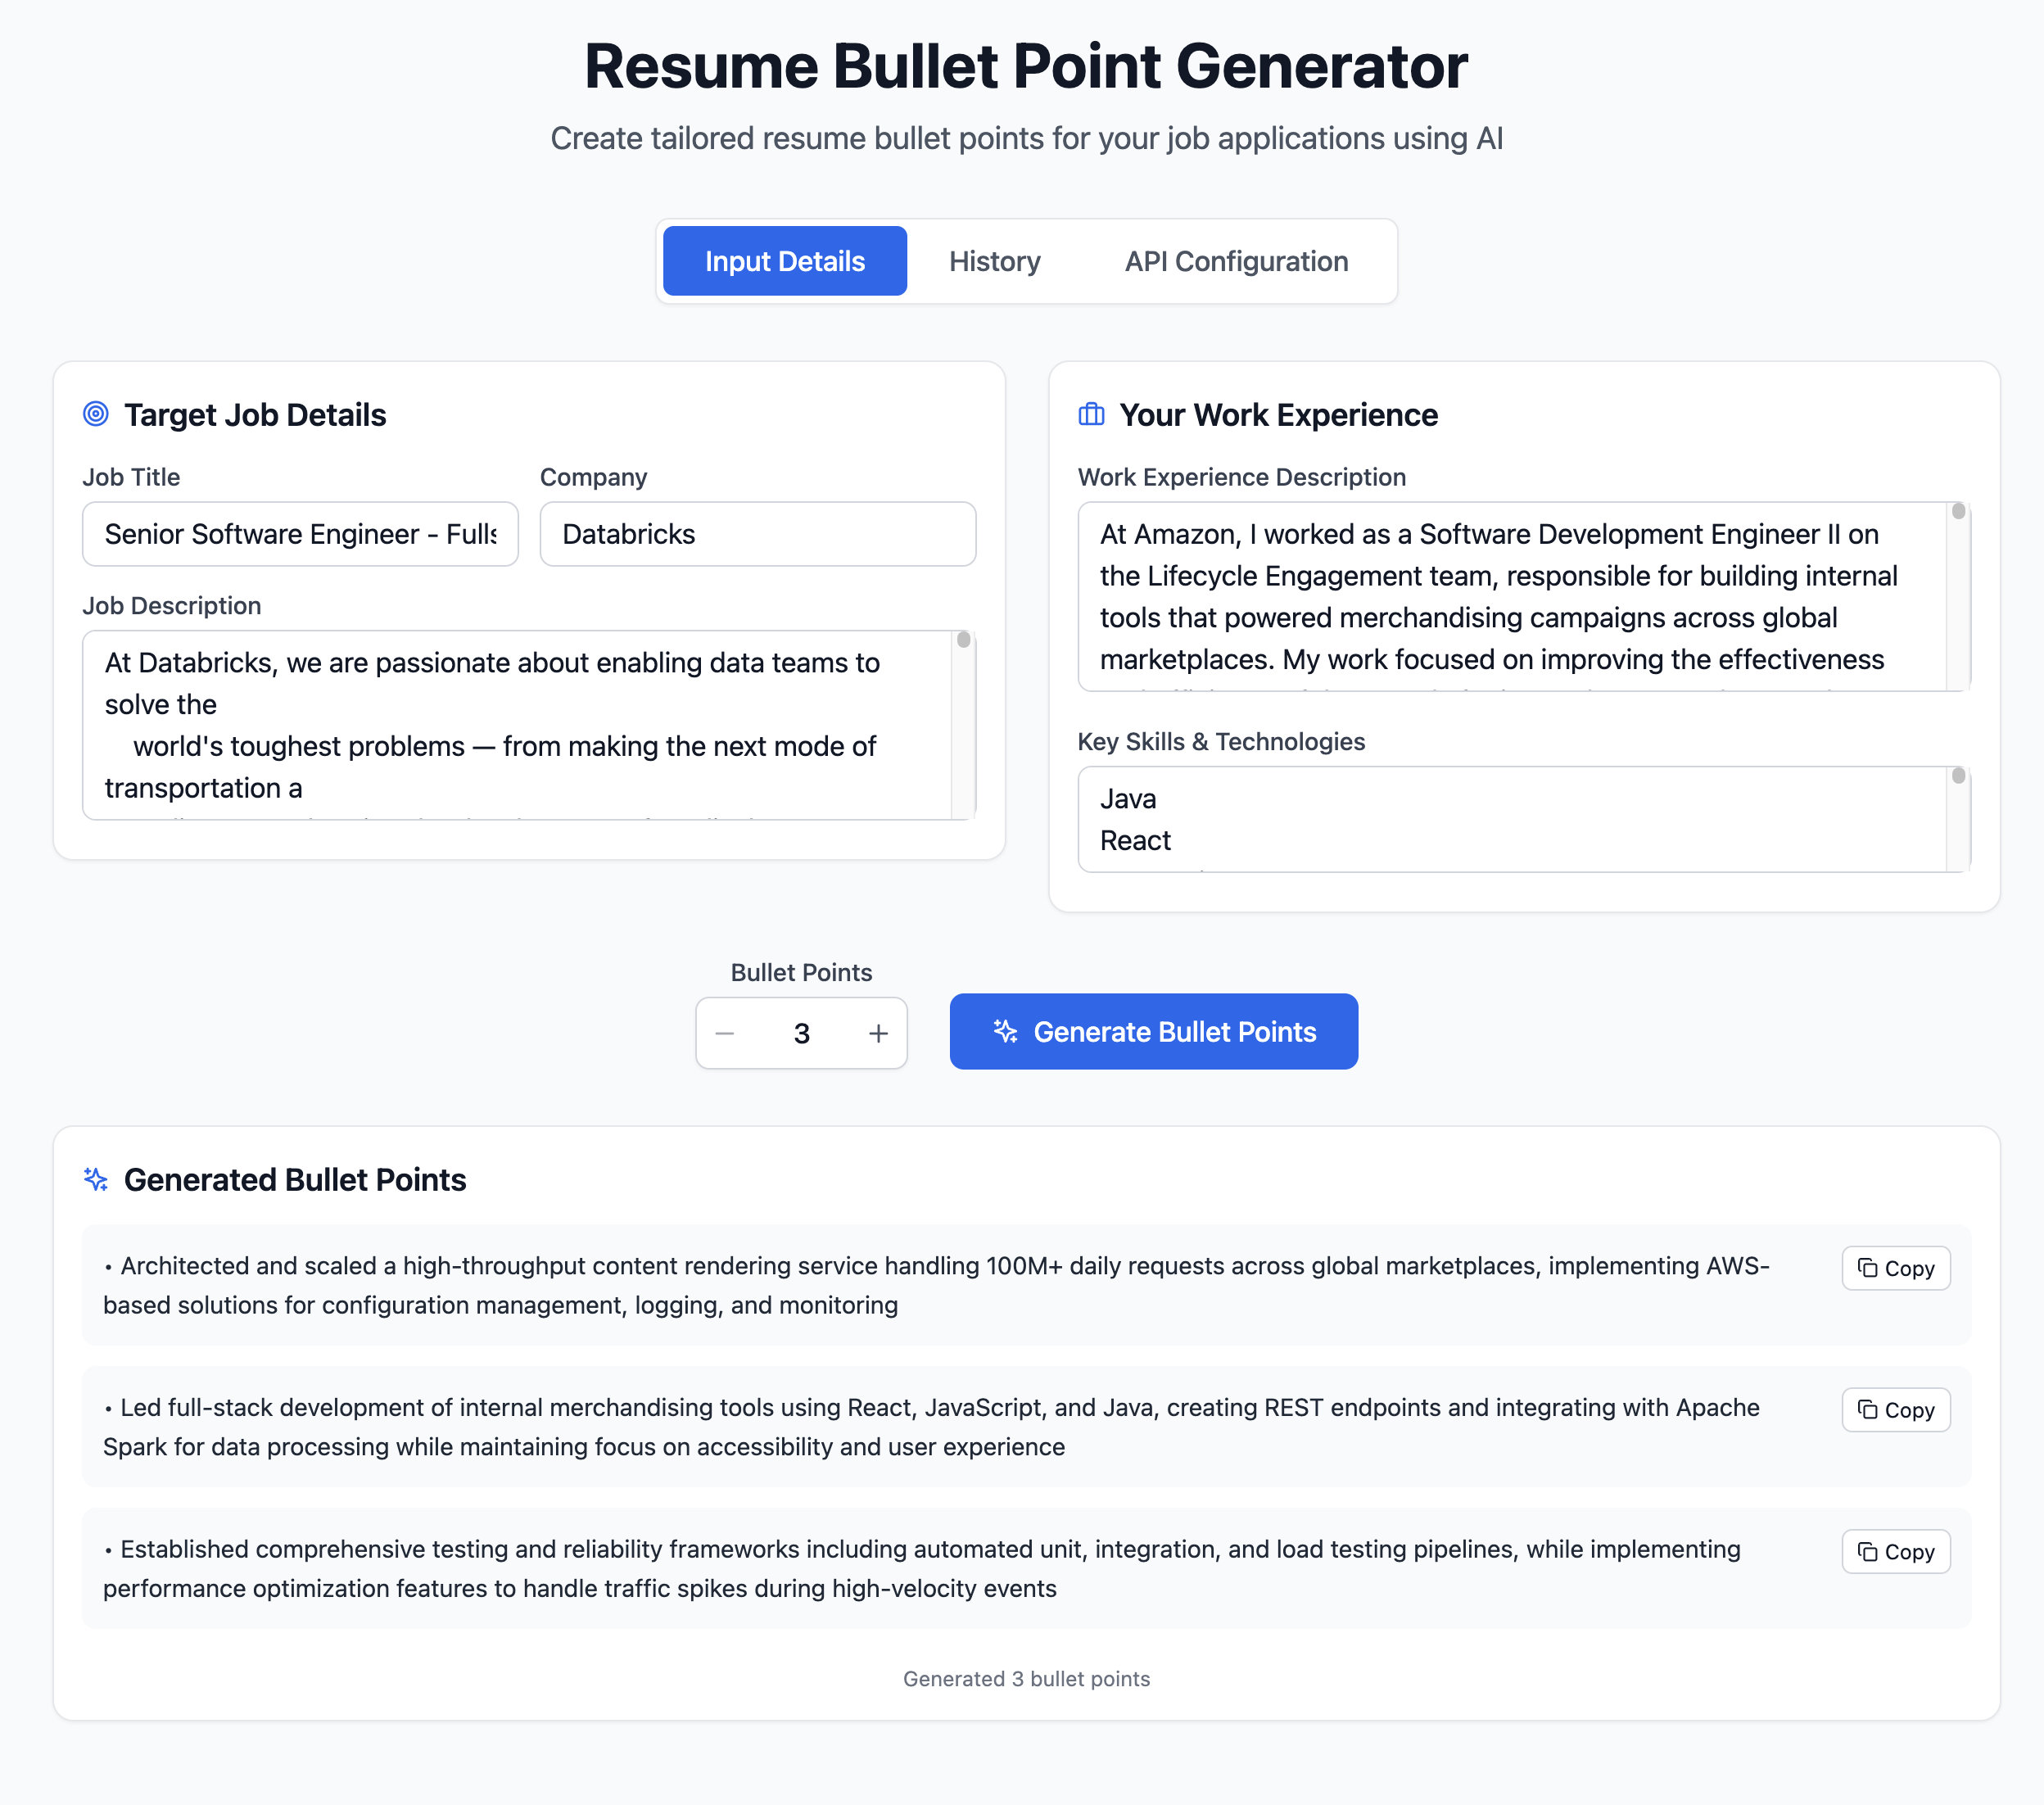 Resume Bullet Point Generator
Create tailored resume bullet points for your job applications using AI
Input Details
History
API Configuration
Target Job Details
Job Title
Company
Senior Software Engineer - Fulls
Databricks
Job Description
At Databricks, we are passionate about enabling data teams to
solve the
world's toughest problems — from making the next mode of
transportation a
Your Work Experience
Work Experience Description
At Amazon, I worked as a Software Development Engineer II on
the Lifecycle Engagement team, responsible for building internal
tools that powered merchandising campaigns across global
marketplaces. My work focused on improving the effectiveness
Key Skills & Technologies
Java
React
Bullet Points
3
Generate Bullet Points
Generated Bullet Points
• Architected and scaled a high-throughput content rendering service handling 100M+ daily requests across global marketplaces, implementing AWS-
based solutions for configuration management, logging, and monitoring
Copy
• Led full-stack development of internal merchandising tools using React, JavaScript, and Java, creating REST endpoints and integrating with Apache
Spark for data processing while maintaining focus on accessibility and user experience
Copy
• Established comprehensive testing and reliability frameworks including automated unit, integration, and load testing pipelines, while implementing
performance optimization features to handle traffic spikes during high-velocity events
Copy
Generated 3 bullet points